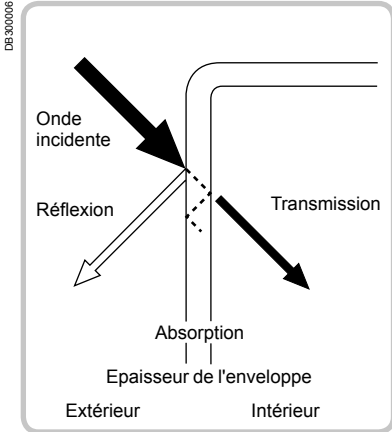 DB300006
Onde
incidente
Réflexion
Transmission
Absorption
Epaisseur de l'enveloppe
Extérieur
Intérieur